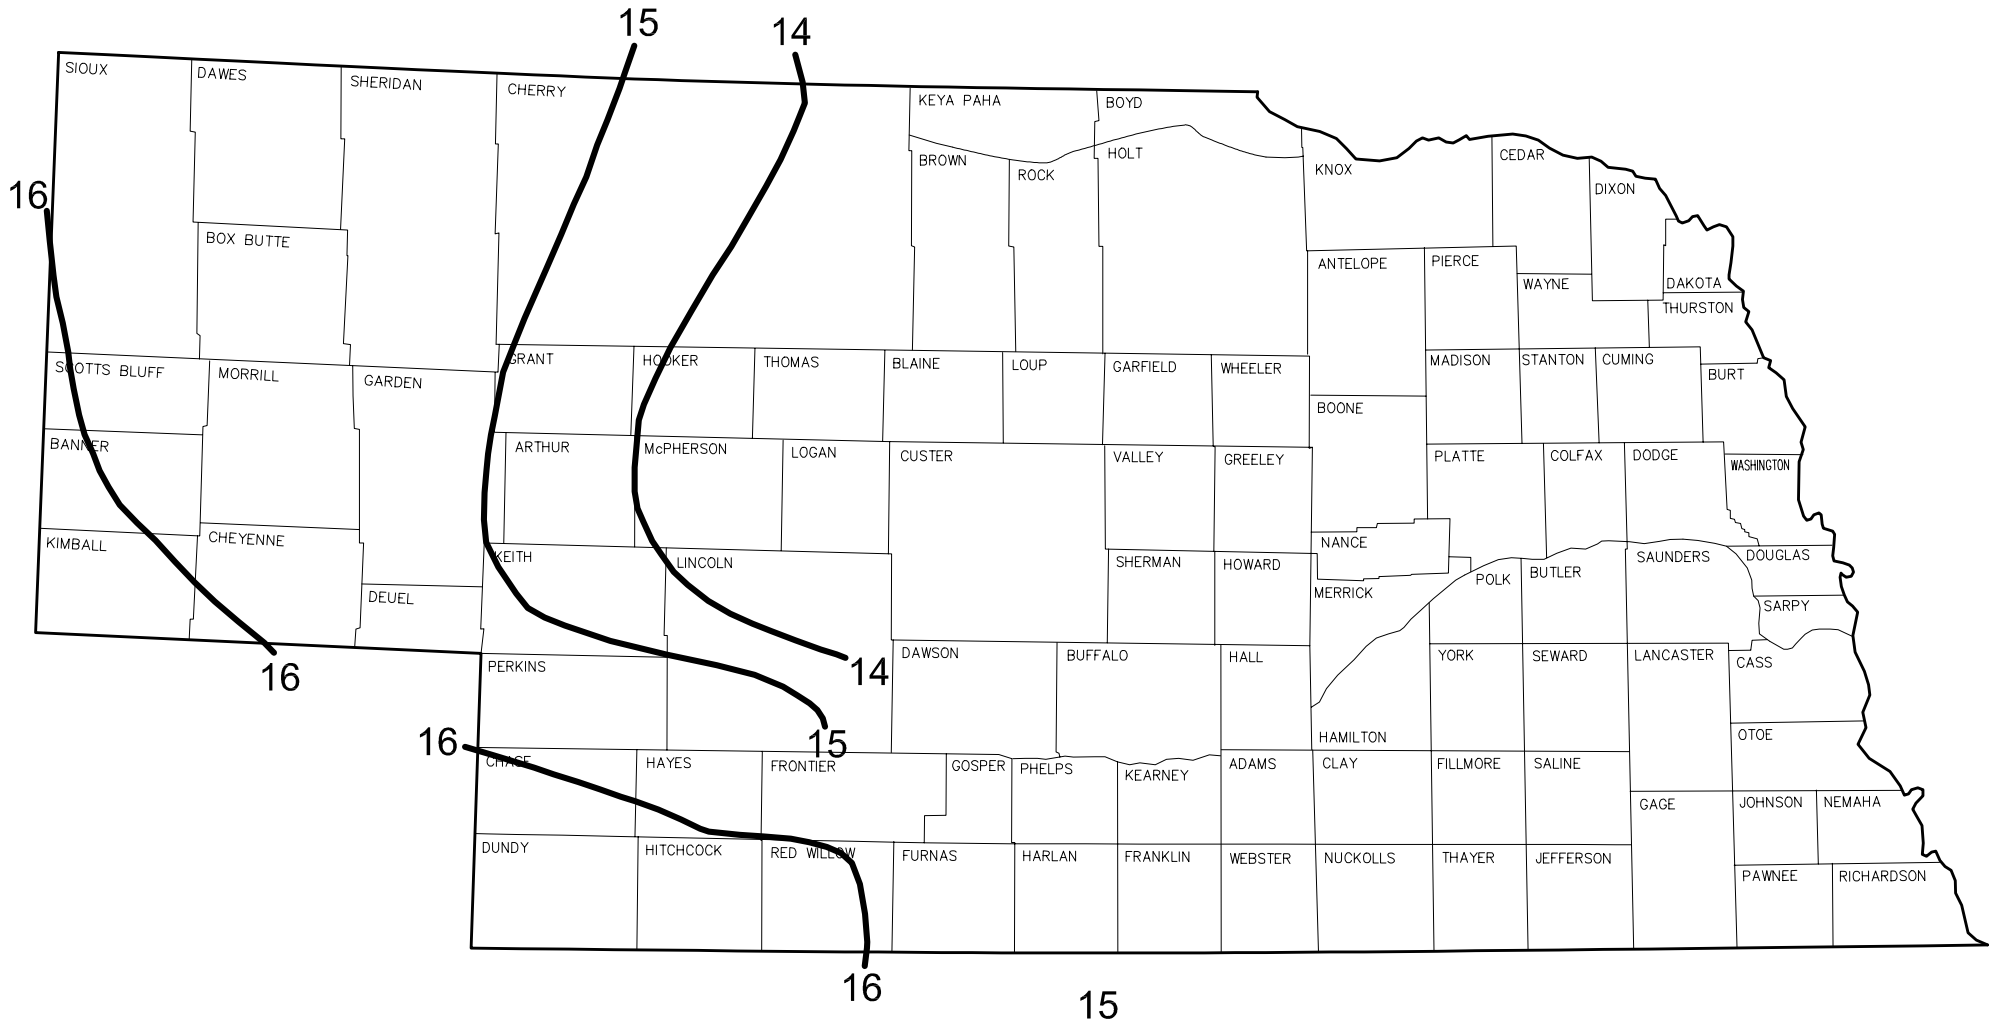 15
14
SIOUX
DAWES
SHERIDAN
CHERRY
KEYA PAHA
BOYD
BROWN
ROCK
HOLT
KNOX
CEDAR
DIXON
16
BOX BUTTE
ANTELOPE
PIERCE
WAYNE
DAKOTA
THURSTON
SCOTTS BLUFF
MORRILL
GARDEN
GRANT
HOOKER
THOMAS
BLAINE
LOUP
GARFIELD
WHEELER
MADISON
STANTON
CUMING
BURT
BOONE
BANNER
ARTHUR
McPHERSON
LOGAN
CUSTER
VALLEY
GREELEY
PLATTE
COLFAX
DODGE
WASHINGTON
KIMBALL
CHEYENNE
KEITH
LINCOLN
SHERMAN
HOWARD
NANCE
MERRICK
POLK
BUTLER
SAUNDERS
DOUGLAS
DEUEL
SARPY
16
PERKINS
14
DAWSON
BUFFALO
HALL
YORK
SEWARD
LANCASTER
CASS
16
15
HAMILTON
OTOE
CHASE
HAYES
FRONTIER
GOSPER
PHELPS
KEARNEY
ADAMS
CLAY
FILLMORE
SALINE
GAGE
JOHNSON
NEMAHA
DUNDY
HITCHCOCK
RED WILLOW
FURNAS
HARLAN
FRANKLIN
WEBSTER
NUCKOLLS
THAYER
JEFFERSON
PAWNEE
RICHARDSON
16
15